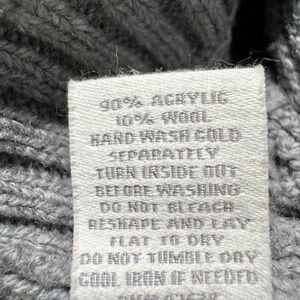 90% ACRYLIC
10% WOOL
HAND WASH COLD
SEPARATELY
TURN INSIDE OUT
BEFORE WASHING
DO NOT BLEACH
RESHAPE AND LAY
FLAT TO DRY
DO NOT TUMBLE DRY
COOL IRON IF NEEDED